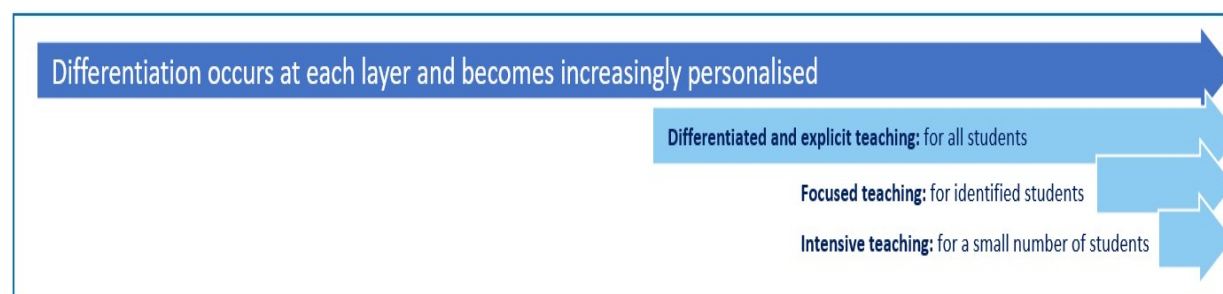 Differentiation occurs at each layer and becomes increasingly personalised
Differentiated and explicit teaching: for all students
Focused teaching: for identified students
Intensive teaching: for a small number of students